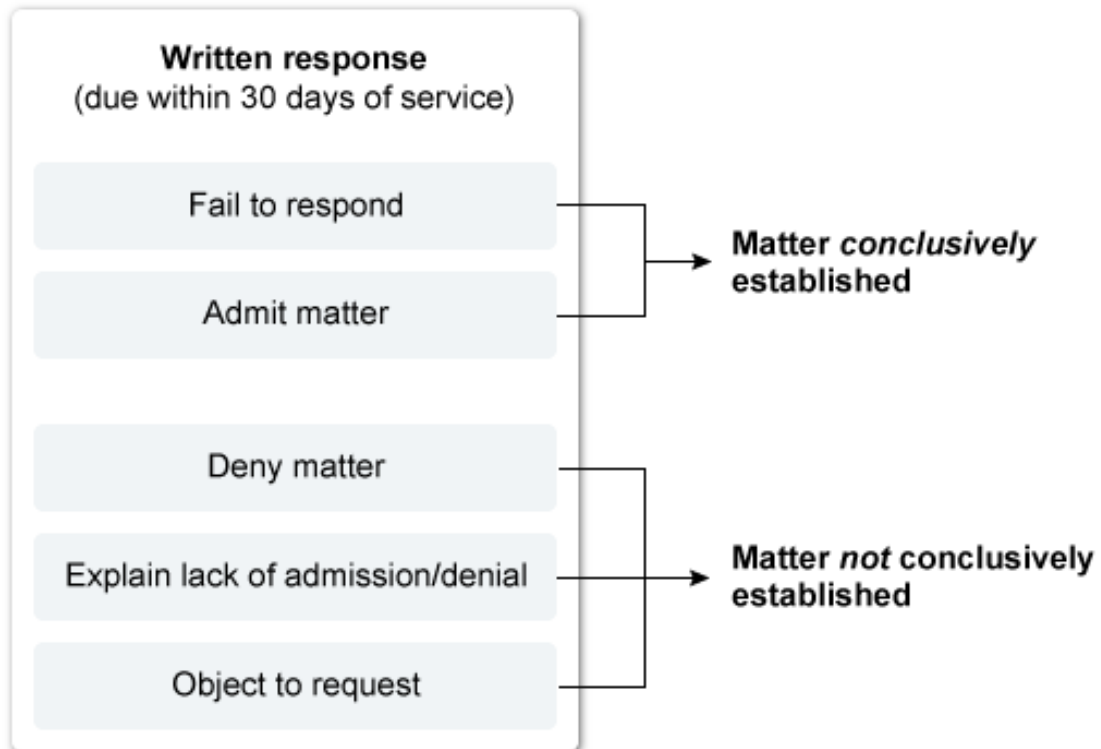 Written response
(due within 30 days of service)
Fail to respond
Admit matter
Matter conclusively
established
Deny matter
Explain lack of admission/denial
Object to request
Matter not conclusively
established